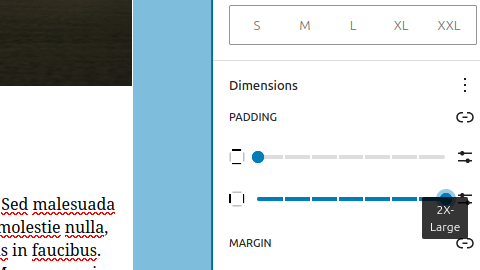 S M L XL XXL
Dimensions
PADDING
2X-
Large
MARGIN
Sed malesuada
molestie nulla,
s in faucibus.